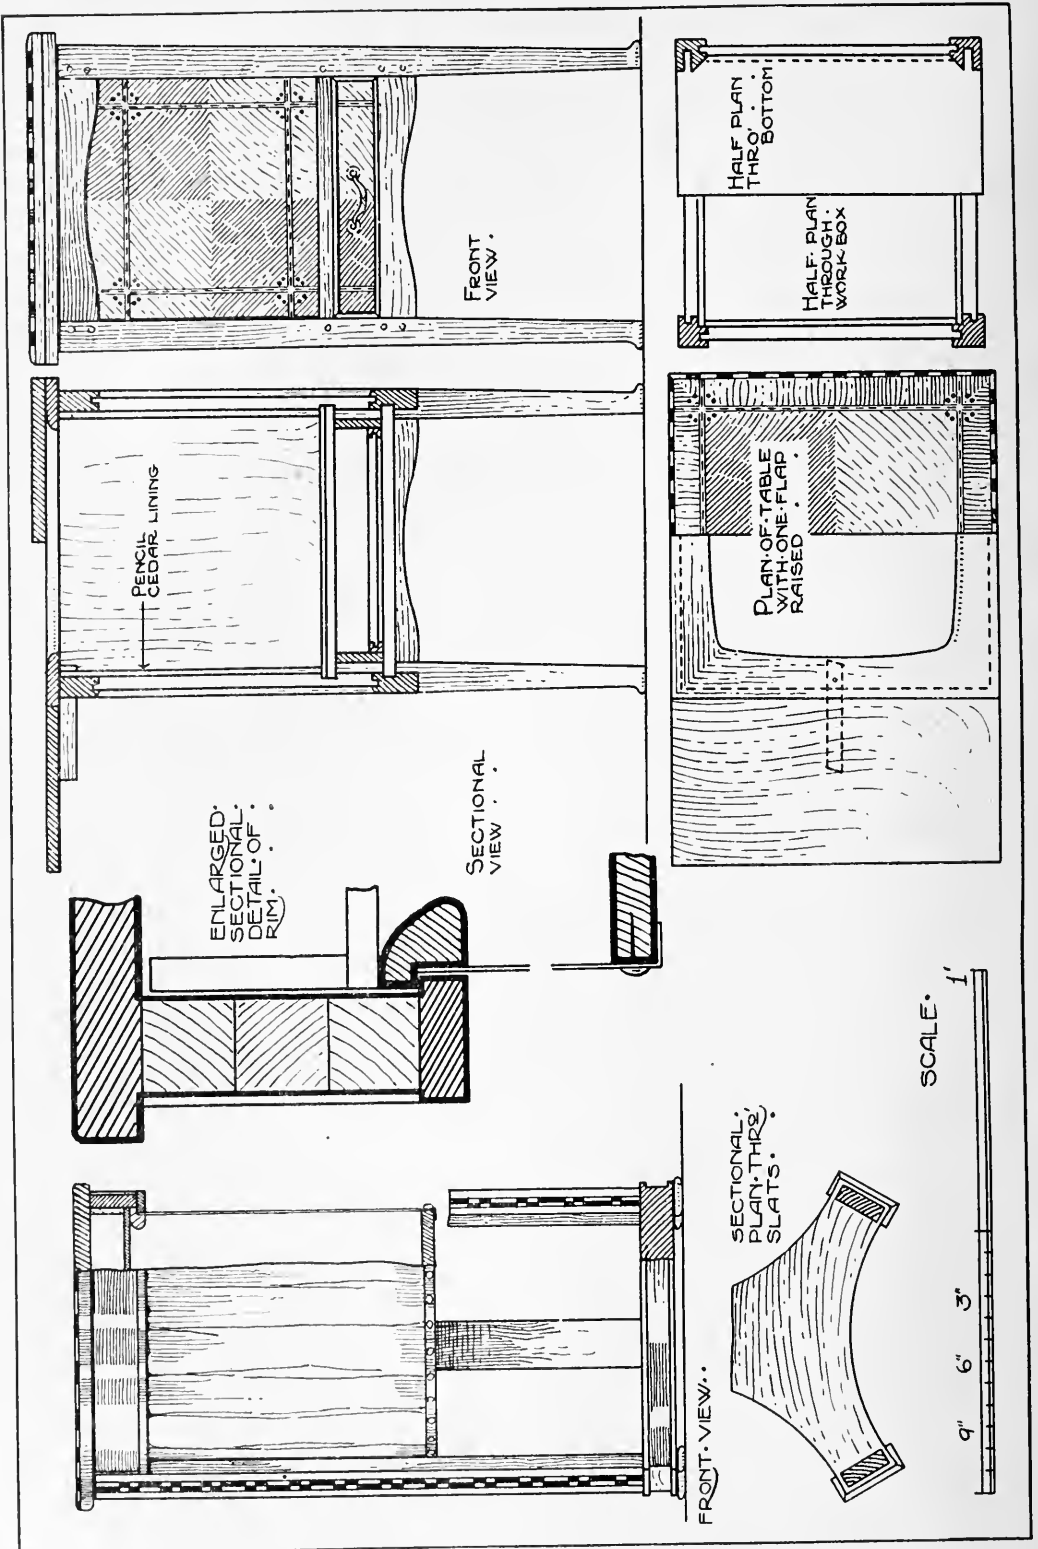 FRONT
VIEW.
PENCIL
CEDAR LINING
SECTIONAL
VIEW . .
ENLARGED.
SECTIONAL.
DETAIL.OF.
RIM. . .
HALF PLAN
THRO' . .
BOTTOM
HALF.PLAN
THROUGH.
WORK BOX
PLAN.OF.TABLE
WITH.ONE.FLAP
RAISED . .
FRONT.VIEW..
SECTIONAL.
PLAN.THRO'
SLATS. .
SCALE.
9" 6" 3" 1'